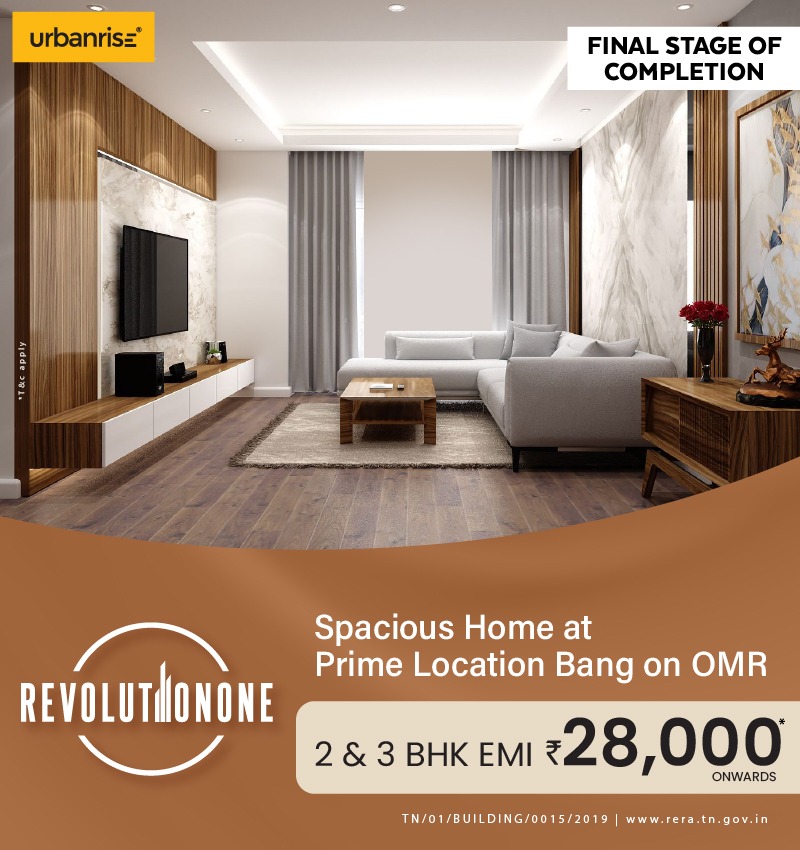 urbanrise®
FINAL STAGE OF
COMPLETION
*T&c apply
REVOLUTIONONE
Spacious Home at
Prime Location Bang on OMR
2 & 3 BHK EMI ₹28,000*
ONWARDS
TN/01/BUILDING/0015/2019 | www.rera.tn.gov.in